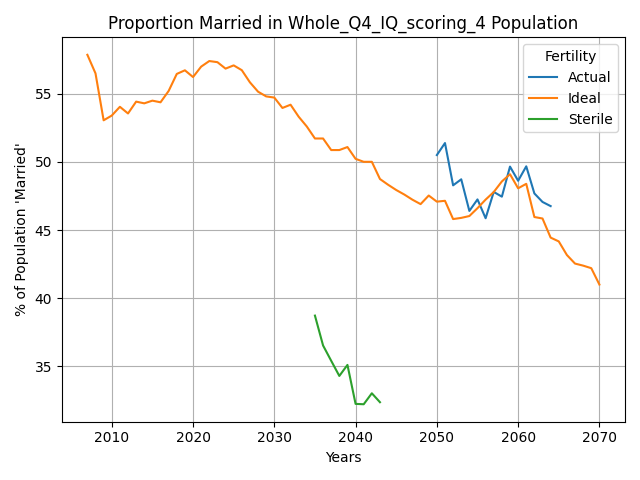 Proportion Married in Whole_Q4_IQ_scoring_4 Population
Fertility
Actual
Ideal
Sterile
% of Population 'Married'
55
50
45
40
35
2010 2020 2030 2040 2050 2060 2070
Years